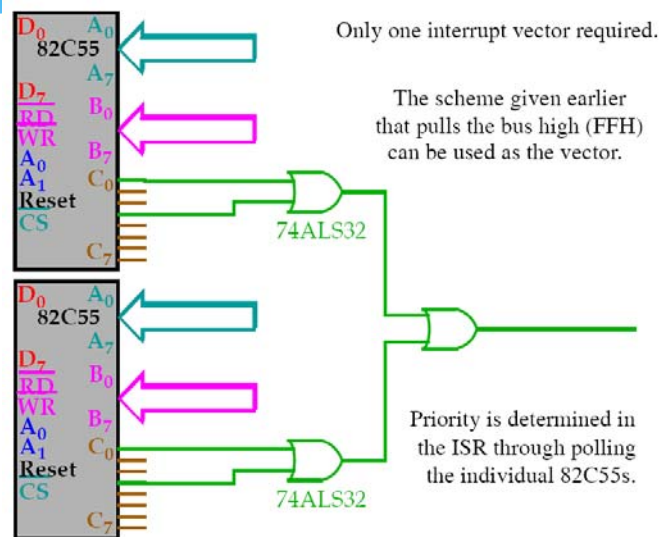 D0 A0
82C55
A7
D7
RD B0
WR
A0 B7
A1 C0
Reset
CS
C7
74ALS32
Only one interrupt vector required.
The scheme given earlier
that pulls the bus high (FFH)
can be used as the vector.
D0 A0
82C55
A7
D7
RD B0
WR
A0 B7
A1 C0
Reset
CS
C7
74ALS32
Priority is determined in
the ISR through polling
the individual 82C55s.